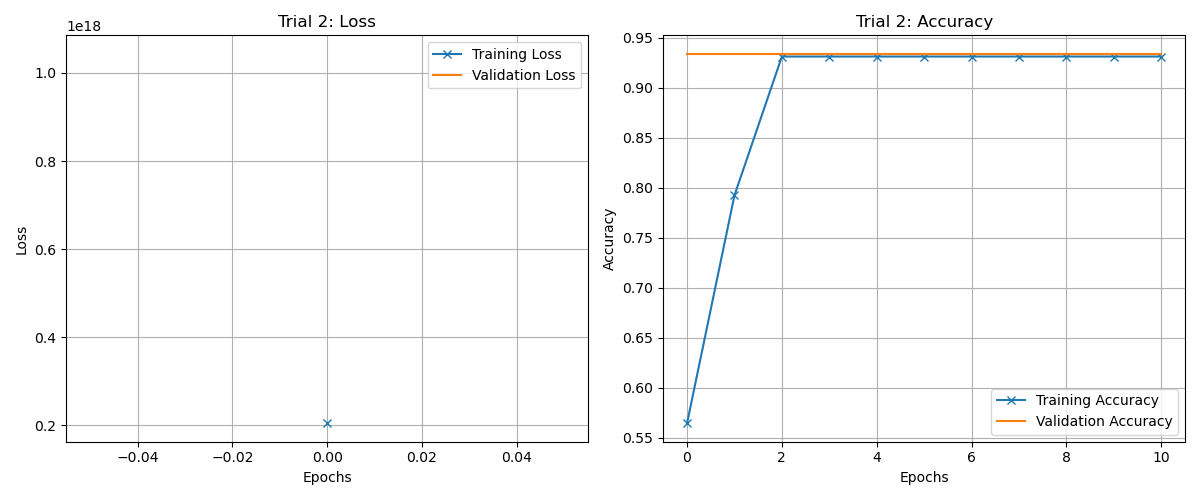 Trial 2: Loss
1e18
1.0
0.8
0.6
0.4
0.2
Loss
Training Loss
Validation Loss
−0.04
−0.02
0.00
0.02
0.04
Epochs
Trial 2: Accuracy
0.95
0.90
0.85
0.80
0.75
0.70
0.65
0.60
0.55
Accuracy
Training Accuracy
Validation Accuracy
0
2
4
6
8
10
Epochs